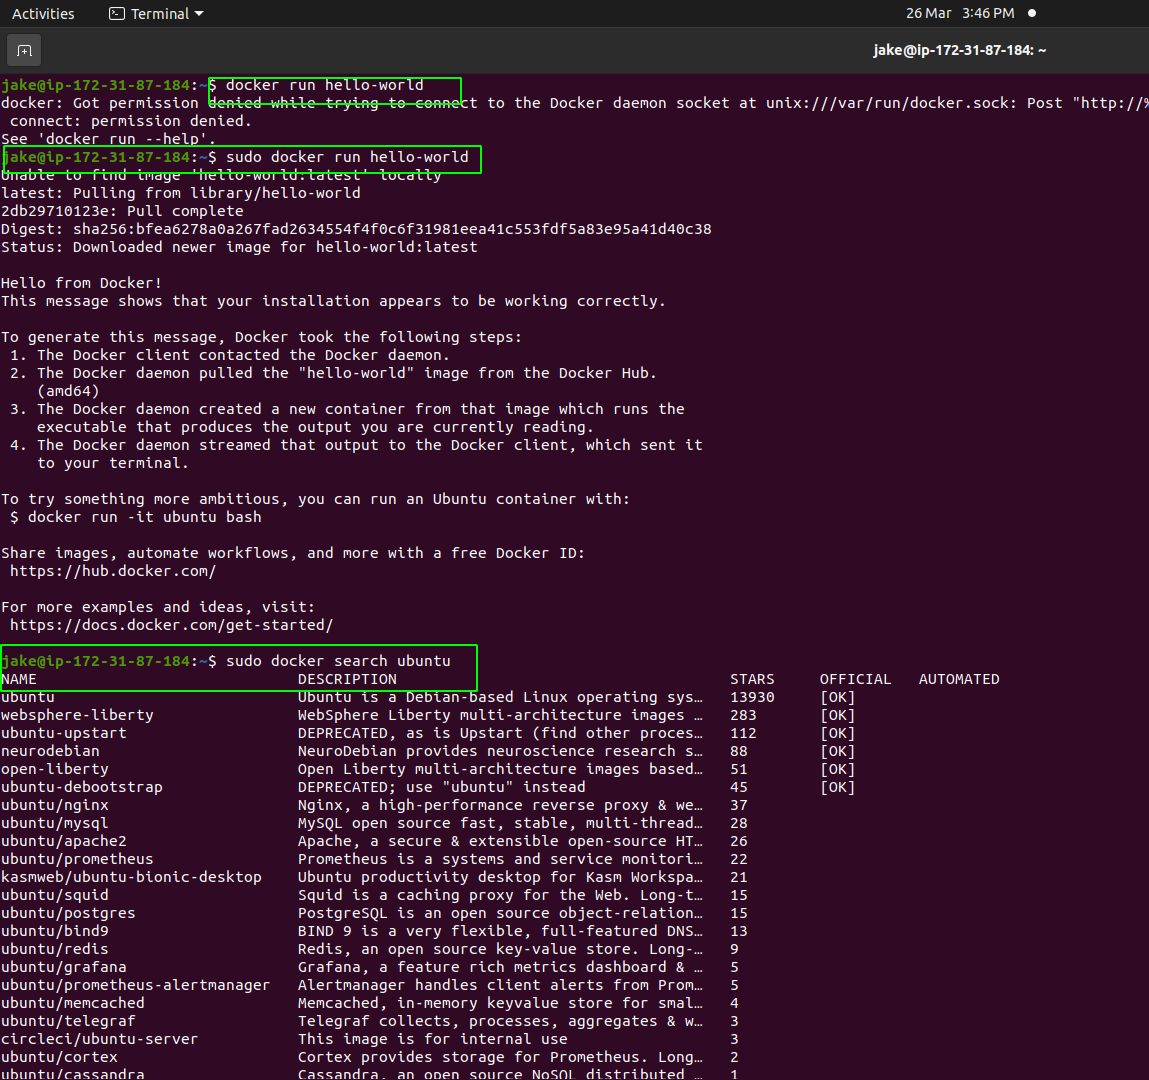 Activities Terminal 26 Mar 3:46 PM
jake@ip-172-31-87-184: ~
jake@ip-172-31-87-184:~$ docker run hello-world
docker: Got permission denied while trying to connect to the Docker daemon socket at unix:///var/run/docker.sock: Post "http://%
 connect: permission denied.
See 'docker run --help'.
jake@ip-172-31-87-184:~$ sudo docker run hello-world
Unable to find image 'hello-world:latest' locally
latest: Pulling from library/hello-world
2db29710123e: Pull complete
Digest: sha256:bfea6278a0a267fad2634554f4f0c6f31981eea41c553fdf5a83e95a41d40c38
Status: Downloaded newer image for hello-world:latest
Hello from Docker!
This message shows that your installation appears to be working correctly.
To generate this message, Docker took the following steps:
 1. The Docker client contacted the Docker daemon.
 2. The Docker daemon pulled the "hello-world" image from the Docker Hub.
    (amd64)
 3. The Docker daemon created a new container from that image which runs the
    executable that produces the output you are currently reading.
 4. The Docker daemon streamed that output to the Docker client, which sent it
    to your terminal.
To try something more ambitious, you can run an Ubuntu container with:
 $ docker run -it ubuntu bash
Share images, automate workflows, and more with a free Docker ID:
 https://hub.docker.com/
For more examples and ideas, visit:
 https://docs.docker.com/get-started/
jake@ip-172-31-87-184:~$ sudo docker search ubuntu
NAME DESCRIPTION STARS OFFICIAL AUTOMATED
ubuntu Ubuntu is a Debian-based Linux operating sys… 13930 [OK]
websphere-liberty WebSphere Liberty multi-architecture images … 283 [OK]
ubuntu-upstart DEPRECATED, as is Upstart (find other proces… 112 [OK]
neurodebian NeuroDebian provides neuroscience research s… 88 [OK]
open-liberty Open Liberty multi-architecture images based… 51 [OK]
ubuntu-debootstrap DEPRECATED; use "ubuntu" instead 45 [OK]
ubuntu/nginx Nginx, a high-performance reverse proxy & we… 37
ubuntu/mysql MySQL open source fast, stable, multi-thread… 28
ubuntu/apache2 Apache, a secure & extensible open-source HT… 26
ubuntu/prometheus Prometheus is a systems and service monitori… 22
kasmweb/ubuntu-bionic-desktop Ubuntu productivity desktop for Kasm Workspa… 21
ubuntu/squid Squid is a caching proxy for the Web. Long-t… 15
ubuntu/postgres PostgreSQL is an open source object-relation… 15
ubuntu/bind9 BIND 9 is a very flexible, full-featured DNS… 13
ubuntu/redis Redis, an open source key-value store. Long-… 9
ubuntu/grafana Grafana, a feature rich metrics dashboard & … 5
ubuntu/prometheus-alertmanager Alertmanager handles client alerts from Prom… 5
ubuntu/memcached Memcached, in-memory keyvalue store for smal… 4
ubuntu/telegraf Telegraf collects, processes, aggregates & w… 3
circleci/ubuntu-server This image is for internal use 3
ubuntu/cortex Cortex provides storage for Prometheus. Long… 2
ubuntu/cassandra Cassandra, an open source NoSQL distributed … 1